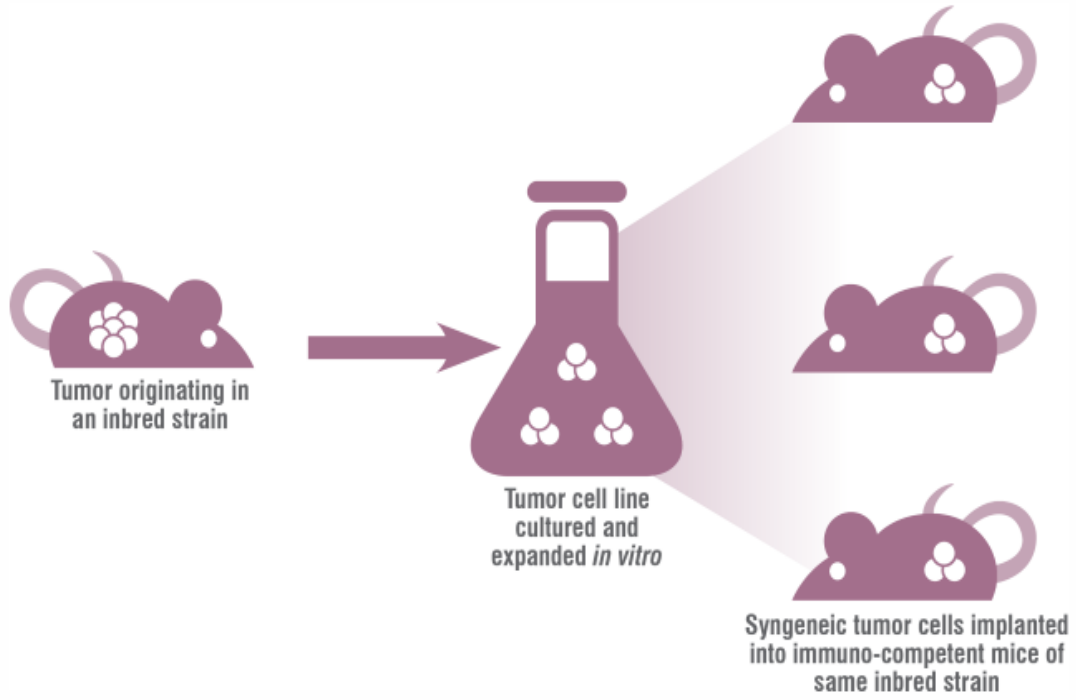 Tumor originating in
an inbred strain
Tumor cell line
cultured and
expanded in vitro
Syngeneic tumor cells implanted
into immuno-competent mice of
same inbred strain